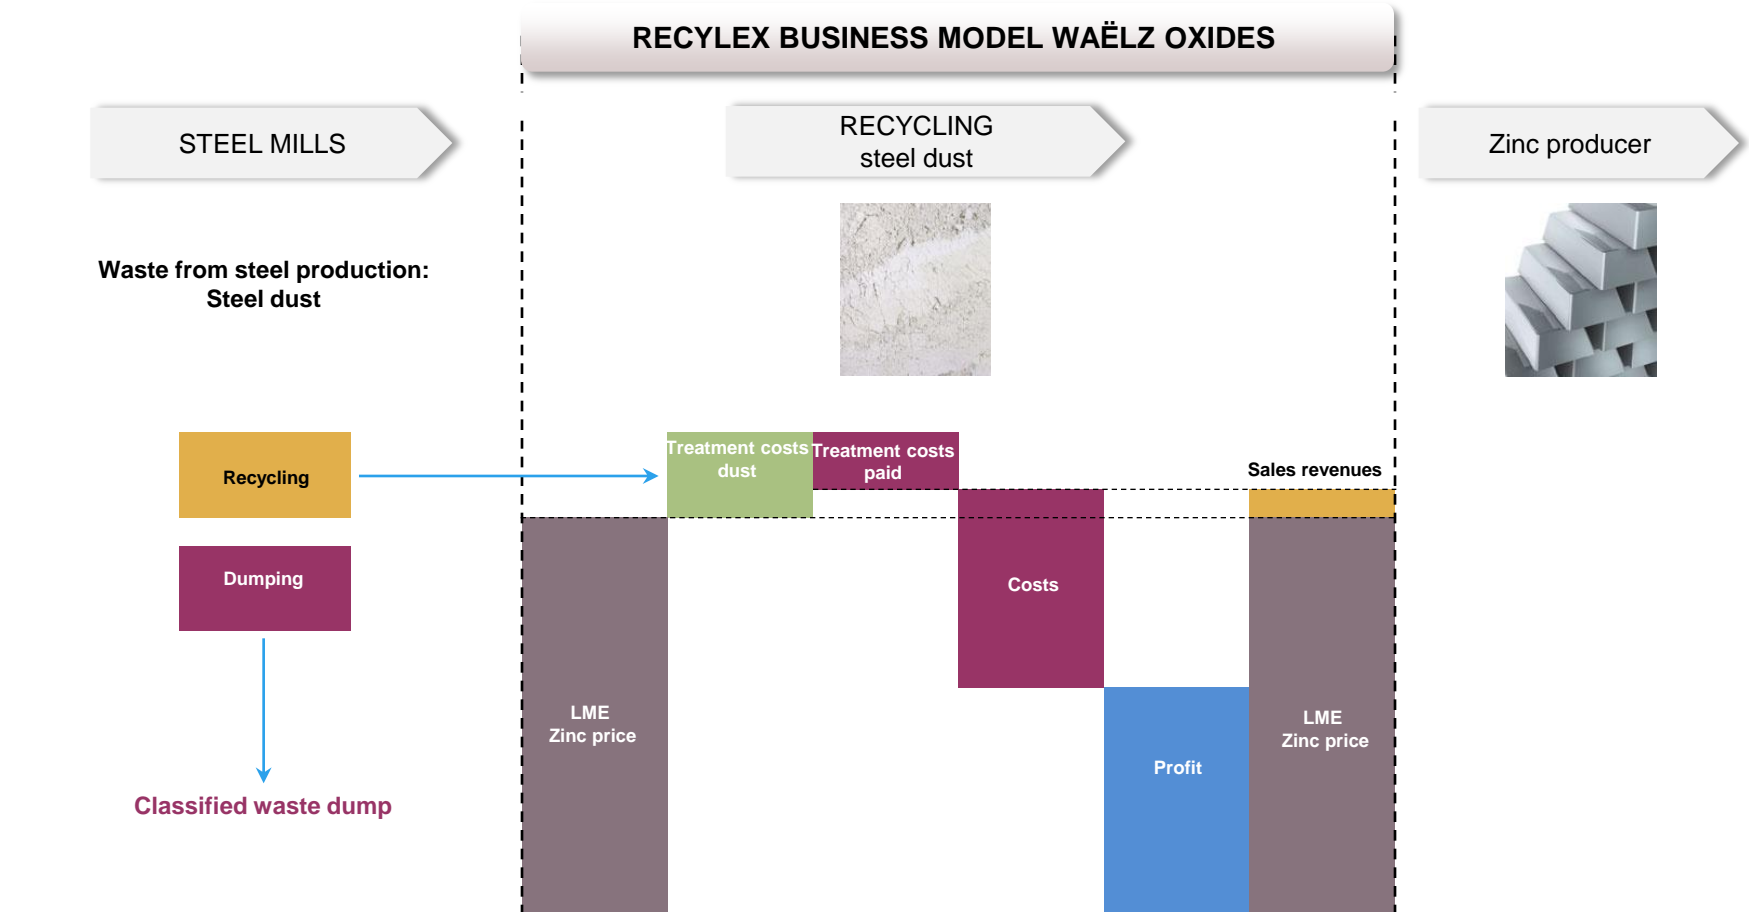 RECYLEX BUSINESS MODEL WAËLZ OXIDES
STEEL MILLS
RECYCLING
steel dust
Zinc producer
Waste from steel production:
Steel dust
Recycling
Treatment costs
dust
Treatment costs
paid
Sales revenues
Dumping
Costs
LME
Zinc price
Profit
LME
Zinc price
Classified waste dump